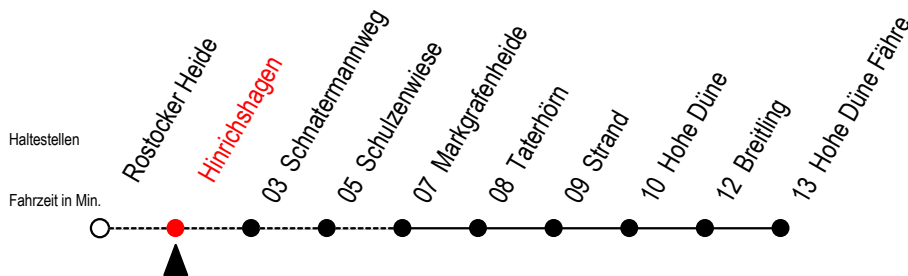 Haltestellen
Fahrzeit in Min.
Rostocker Heide
Hinrichshagen
03 Schnatermannweg
05 Schulzenwiese
07 Markgrafenheide
08 Taterhörn
09 Strand
10 Hohe Düne
12 Breitling
13 Hohe Düne Fähre